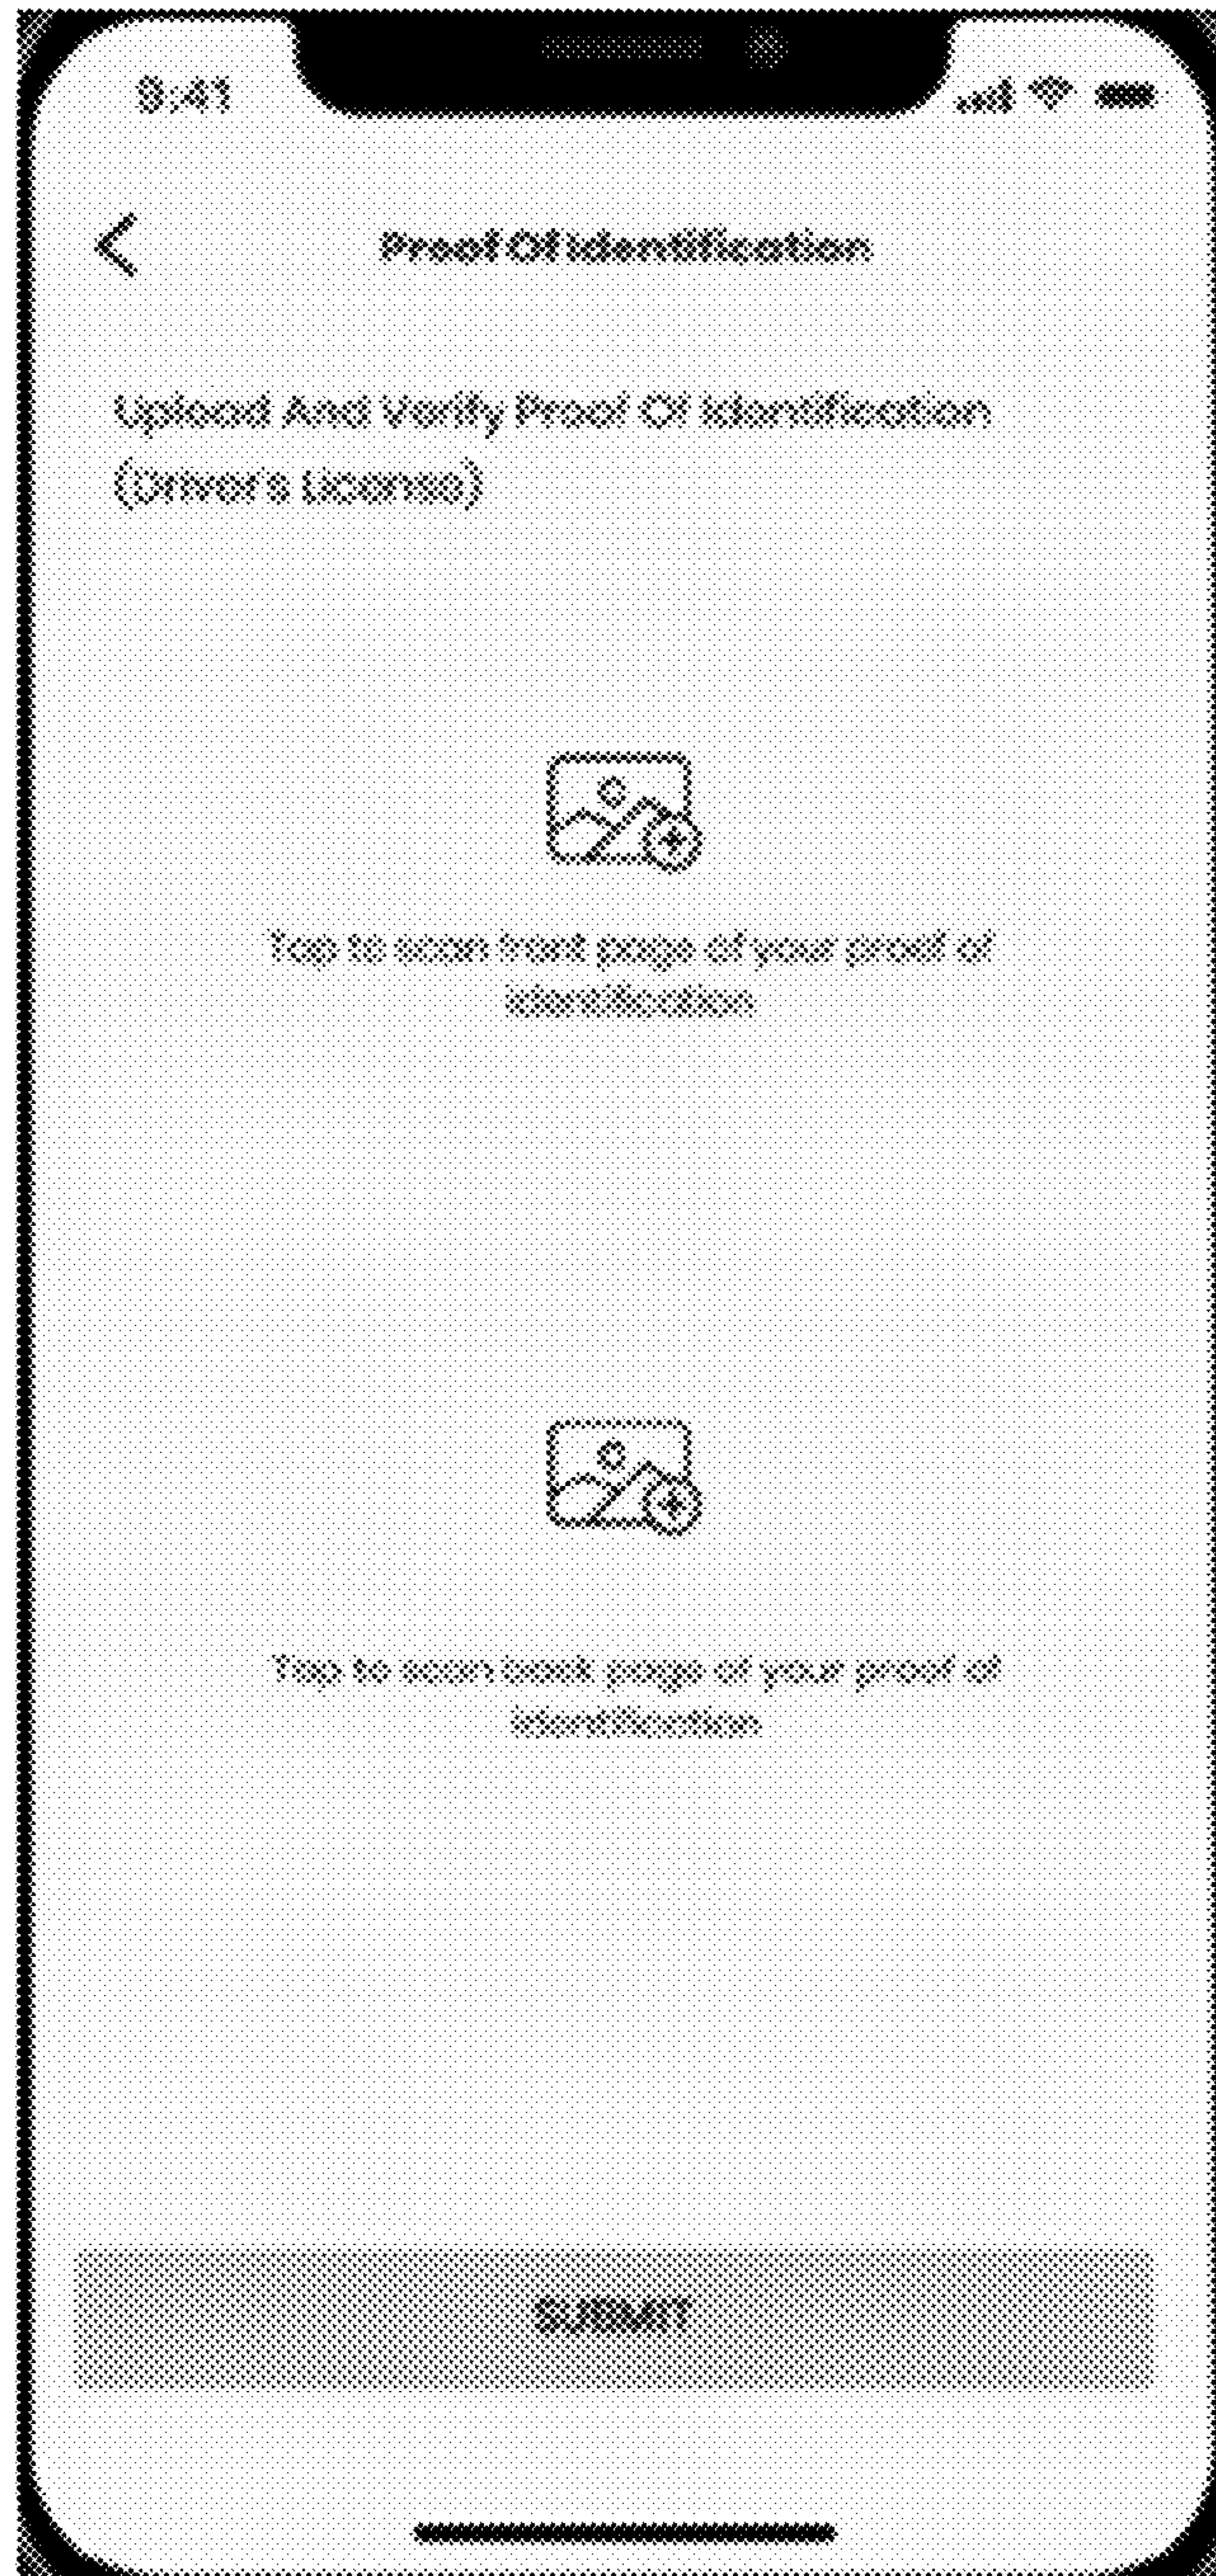 9:41
Proof Of Identification
Upload And Verify Proof Of Identification
(Driver's License)
Tap to scan front page of your proof of
identification
Tap to scan back page of your proof of
identification
SUBMIT